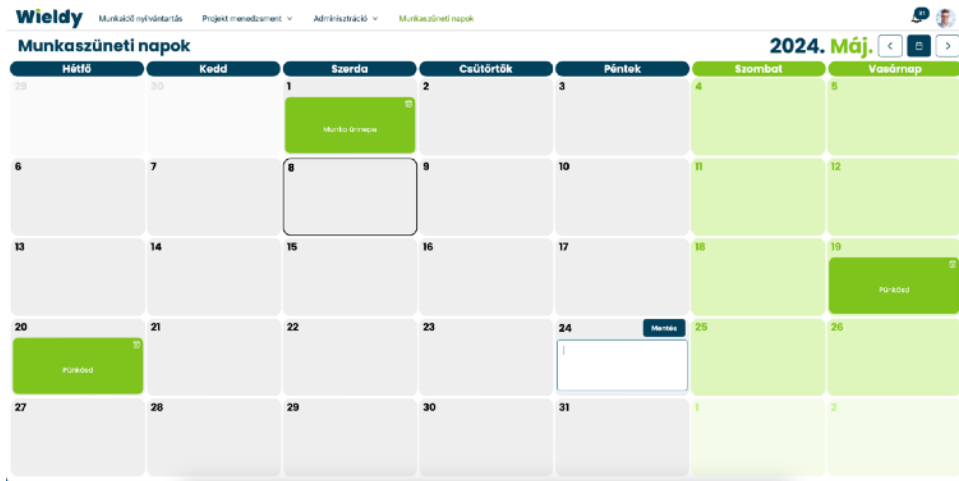 Wieldy Munkaidő nyilvántartás Projekt menedzsment Adminisztráció Munkaszüneti napok
Munkaszüneti napok 2024. Máj.
Hétfő Kedd Szerda Csütörtök Péntek Szombat Vasárnap
29 30 1 2 3 4 5
Munka ünnepe
6 7 8 9 10 11 12
13 14 15 16 17 18 19
Pünkösd
20 21 22 23 24 Mentés 25 26
Pünkösd
27 28 29 30 31 1 2